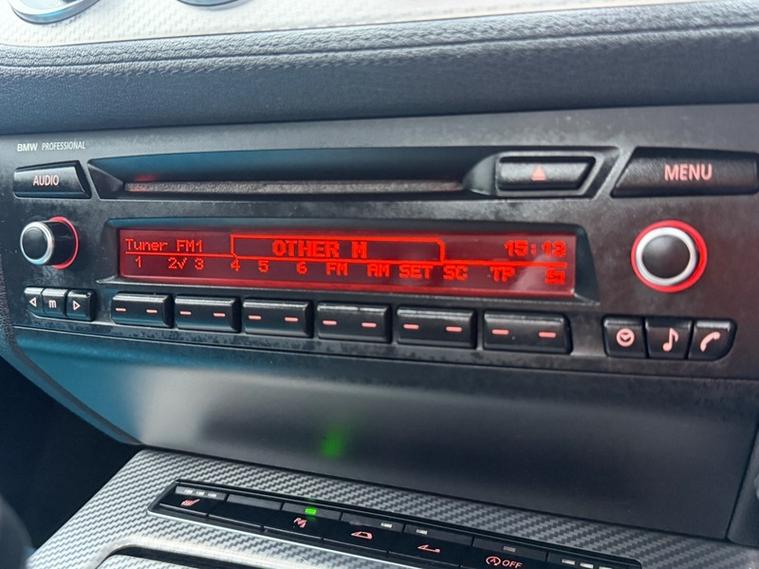 BMW PROFESSIONAL
AUDIO
MENU
Tuner FM1 OTHER M 15:12
1 2√ 3 4 5 6 FM AM SET SC TP
m
OFF